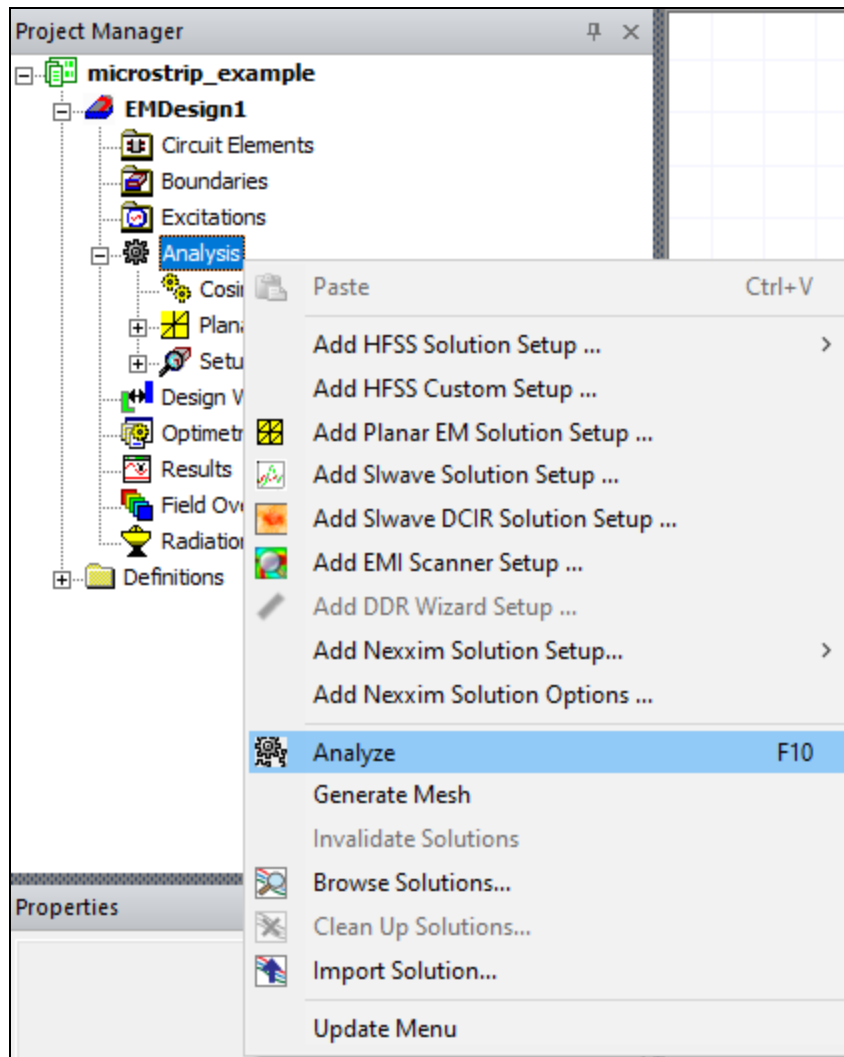 Project Manager
microstrip_example
EMDesign1
Circuit Elements
Boundaries
Excitations
Analysis
Paste Ctrl+V
Add HFSS Solution Setup ...
Add HFSS Custom Setup ...
Add Planar EM Solution Setup ...
Add SIwave Solution Setup ...
Add SIwave DCIR Solution Setup ...
Add EMI Scanner Setup ...
Add DDR Wizard Setup ...
Add Nexxim Solution Setup...
Add Nexxim Solution Options ...
Analyze F10
Generate Mesh
Invalidate Solutions
Browse Solutions...
Clean Up Solutions...
Import Solution...
Update Menu
Cosi
Plana
Setu
Design V
Optimetr
Results
Field Ov
Radiation
Definitions
Properties